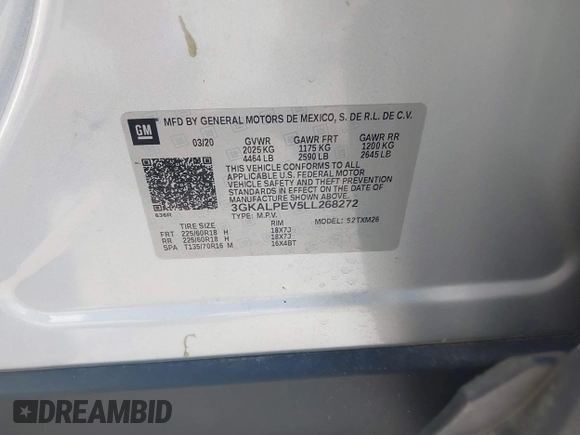 GM
MFD BY GENERAL MOTORS DE MEXICO, S. DE R.L. DE C.V.
03/20 GVWR GAWR FRT GAWR RR
2025 KG 1175 KG 1200 KG
4464 LB 2590 LB 2645 LB
THIS VEHICLE CONFORMS TO ALL
APPLICABLE U.S. FEDERAL MOTOR
VEHICLE SAFETY AND THEFT PREVENTION
STANDARDS IN EFFECT ON THE DATE OF
MANUFACTURE SHOWN ABOVE.
3GKALPEV5LL268272
TYPE: M.P.V. MODEL: 52TXM26
636R
TIRE SIZE RIM
FRT 225/60R18 H 18X7J
RR 225/60R18 H 18X7J
SPA T135/70R16 M 16X4BT
DREAMBID